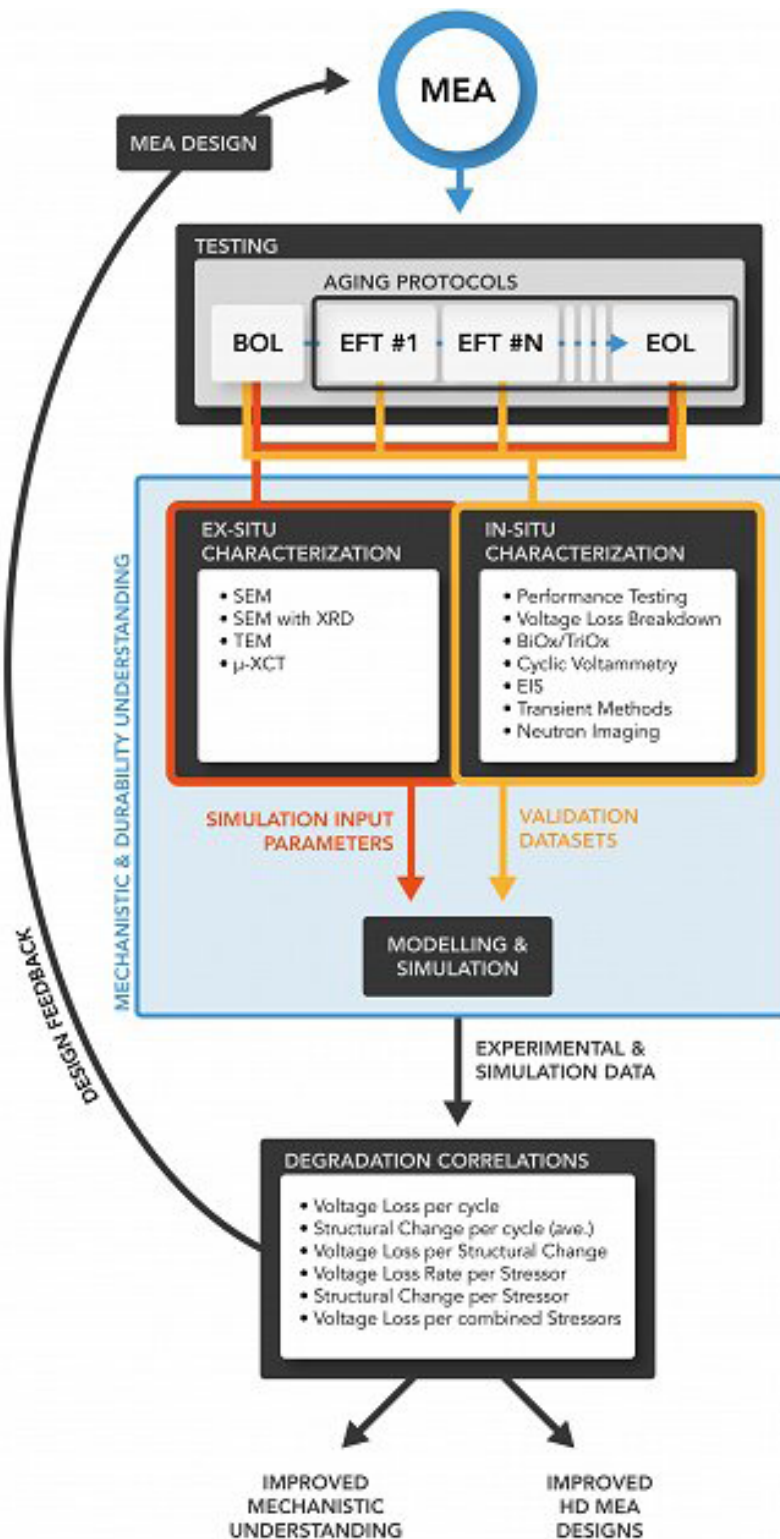 MEA
MEA DESIGN
TESTING
AGING PROTOCOLS
BOL
EFT #1
EFT #N
EOL
MECHANISTIC & DURABILITY UNDERSTANDING
EX-SITU
CHARACTERIZATION
• SEM
• SEM with XRD
• TEM
• µ-XCT
IN-SITU
CHARACTERIZATION
• Performance Testing
• Voltage Loss Breakdown
• BiOx/TriOx
• Cyclic Voltammetry
• EIS
• Transient Methods
• Neutron Imaging
SIMULATION INPUT
PARAMETERS
VALIDATION
DATASETS
MODELLING &
SIMULATION
DESIGN FEEDBACK
EXPERIMENTAL &
SIMULATION DATA
DEGRADATION CORRELATIONS
• Voltage Loss per cycle
• Structural Change per cycle (ave.)
• Voltage Loss per Structural Change
• Voltage Loss Rate per Stressor
• Structural Change per Stressor
• Voltage Loss per combined Stressors
IMPROVED
MECHANISTIC
UNDERSTANDING
IMPROVED
HD MEA
DESIGNS